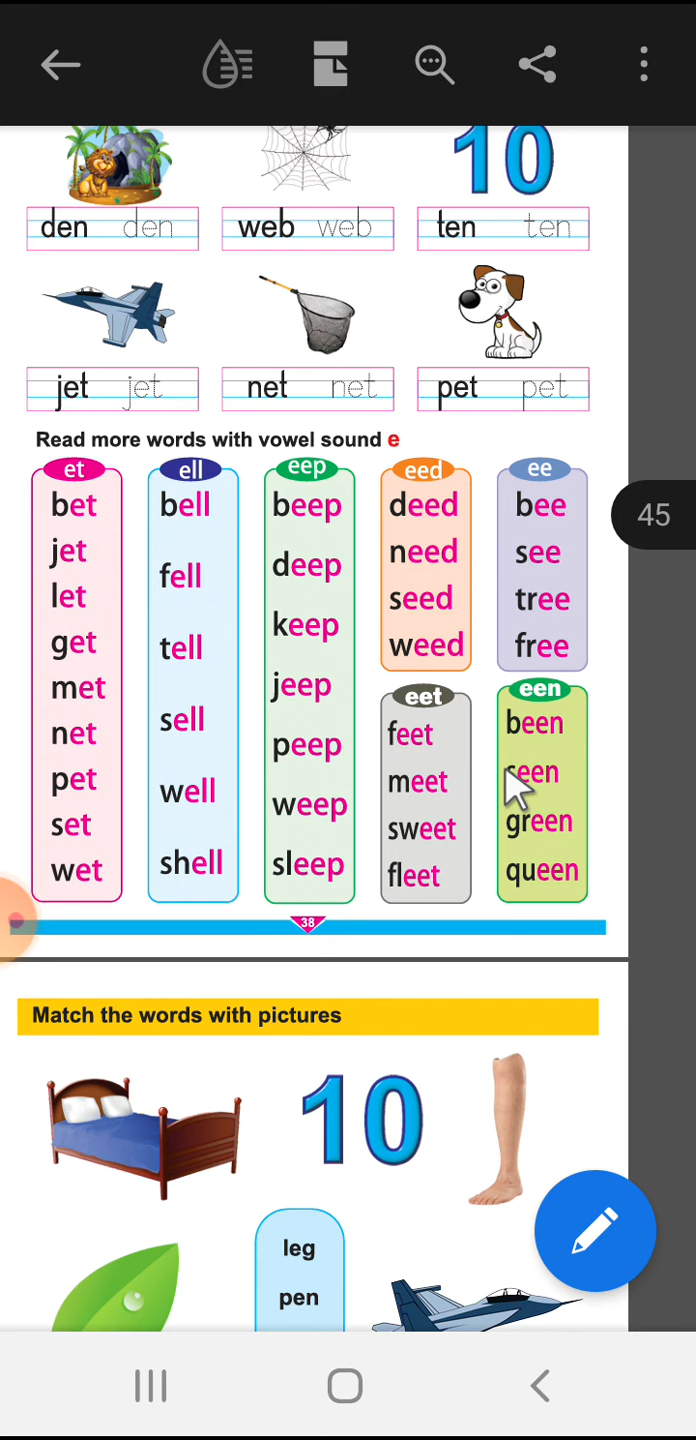 10
den den
web web
ten ten
jet jet
net net
pet pet
Read more words with vowel sound e
et
bet
jet
let
get
met
net
pet
set
wet
ell
bell
fell
tell
sell
well
shell
eep
beep
deep
keep
jeep
peep
weep
sleep
eed
deed
need
seed
weed
eet
feet
meet
sweet
fleet
ee
bee
see
tree
free
een
been
seen
green
queen
45
38
Match the words with pictures
10
leg
pen